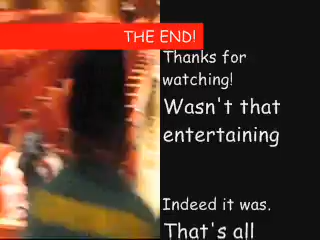 THE END!
Thanks for
watching!
Wasn't that
entertaining
Indeed it was.
That's all